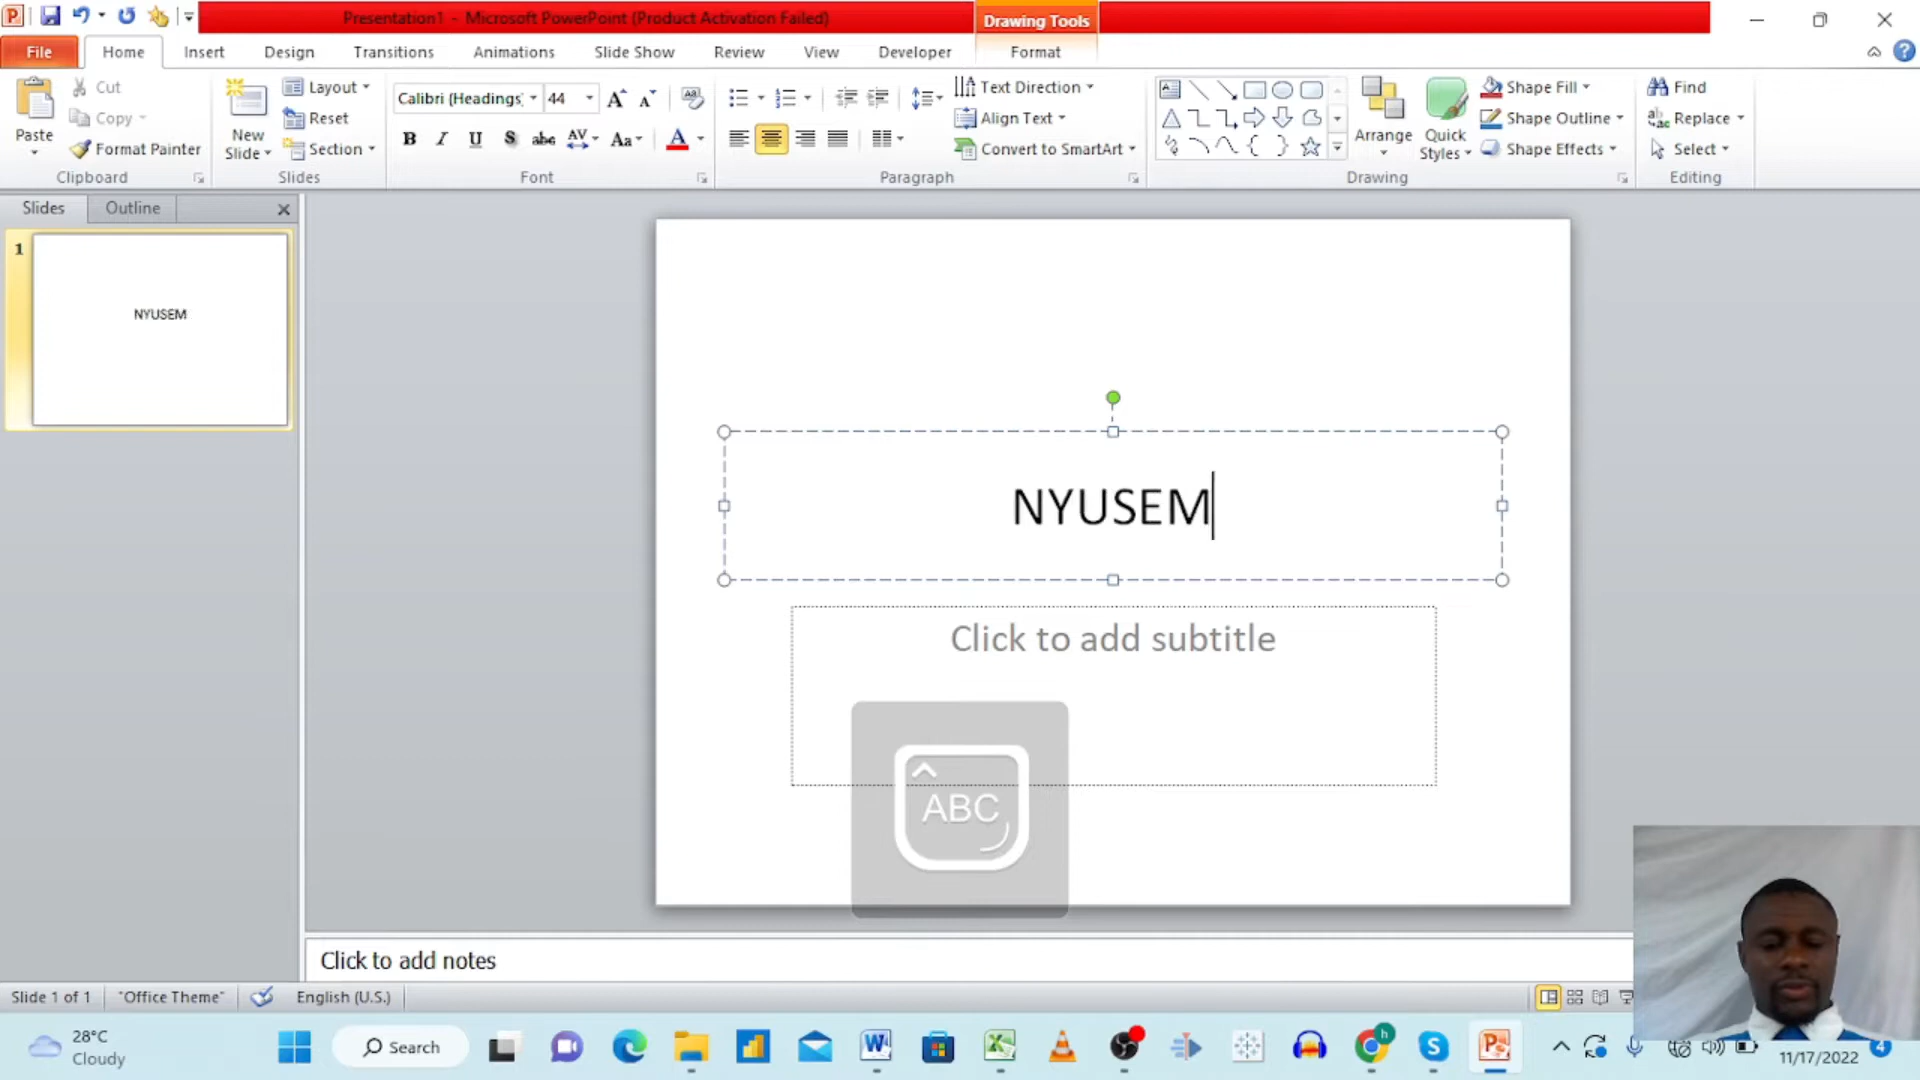 Presentation1 - Microsoft PowerPoint (Product Activation Failed)
Drawing Tools
File Home Insert Design Transitions Animations Slide Show Review View Developer Format
Cut
Copy
Format Painter
Paste
Clipboard
New
Slide
Layout
Reset
Section
Slides
Calibri (Headings) 44
B I U S abc AV Aa A
Font
Text Direction
Align Text
Convert to SmartArt
Paragraph
Arrange
Quick
Styles
Shape Fill
Shape Outline
Shape Effects
Drawing
Find
Replace
Select
Editing
Slides Outline
1
NYUSEM
NYUSEM
Click to add subtitle
ABC
Click to add notes
Slide 1 of 1 "Office Theme" English (U.S.)
28°C
Cloudy
Search
11/17/2022
4